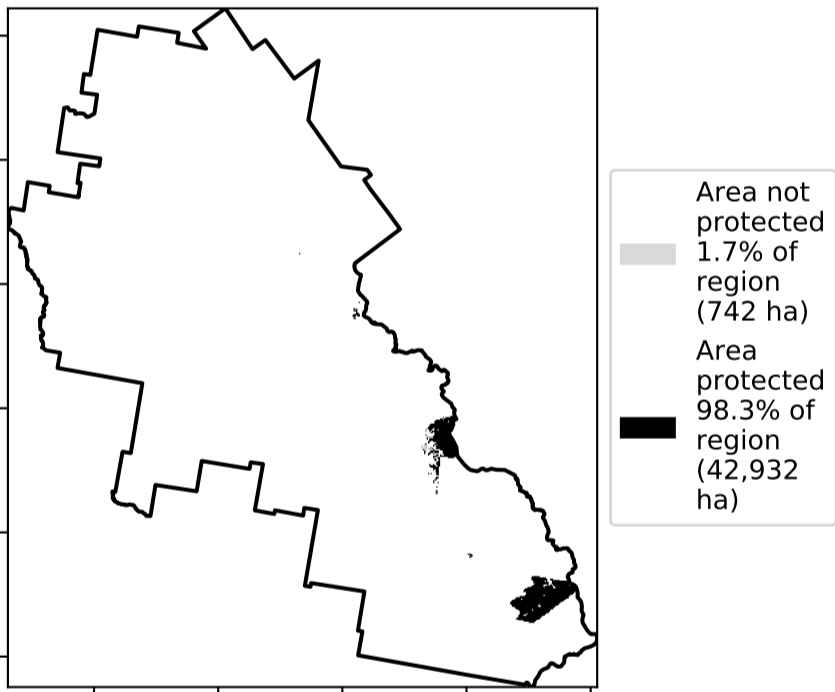 Area not
protected
1.7% of
region
(742 ha)
Area
protected
98.3% of
region
(42,932
ha)